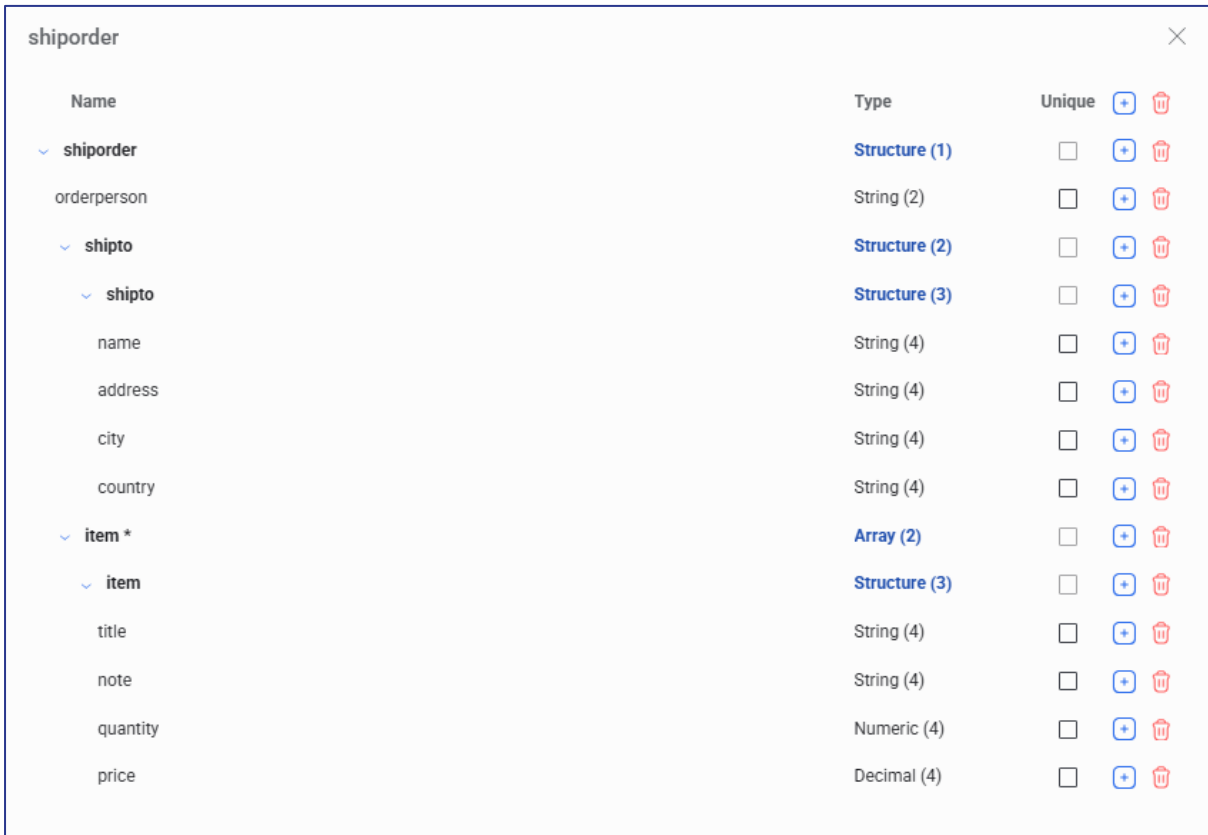 shiporder
Name Type Unique
shiporder Structure (1)
orderperson String (2)
shipto Structure (2)
shipto Structure (3)
name String (4)
address String (4)
city String (4)
country String (4)
item * Array (2)
item Structure (3)
title String (4)
note String (4)
quantity Numeric (4)
price Decimal (4)